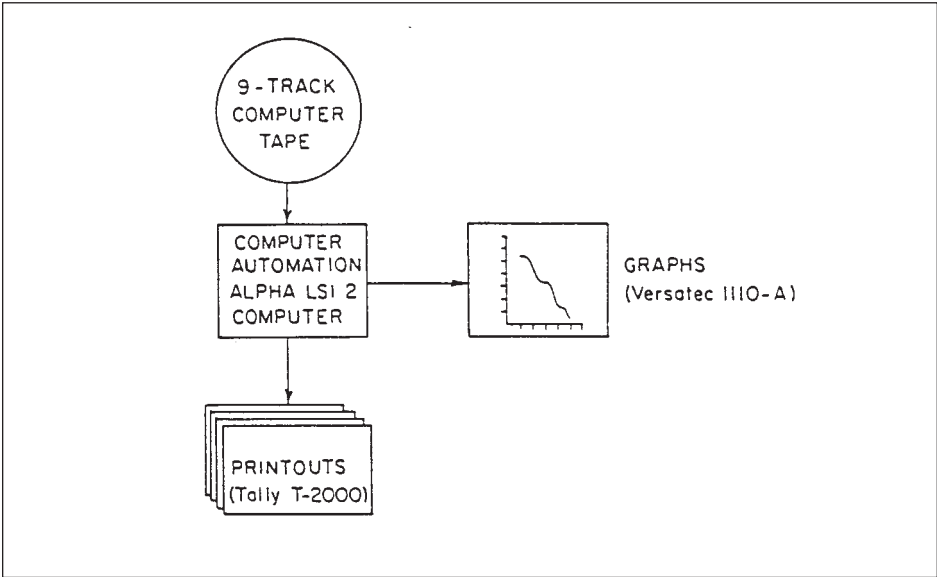 9-TRACK
COMPUTER
TAPE
COMPUTER
AUTOMATION
ALPHA LSI 2
COMPUTER
GRAPHS
(Versatec 1110-A)
PRINTOUTS
(Tally T-2000)